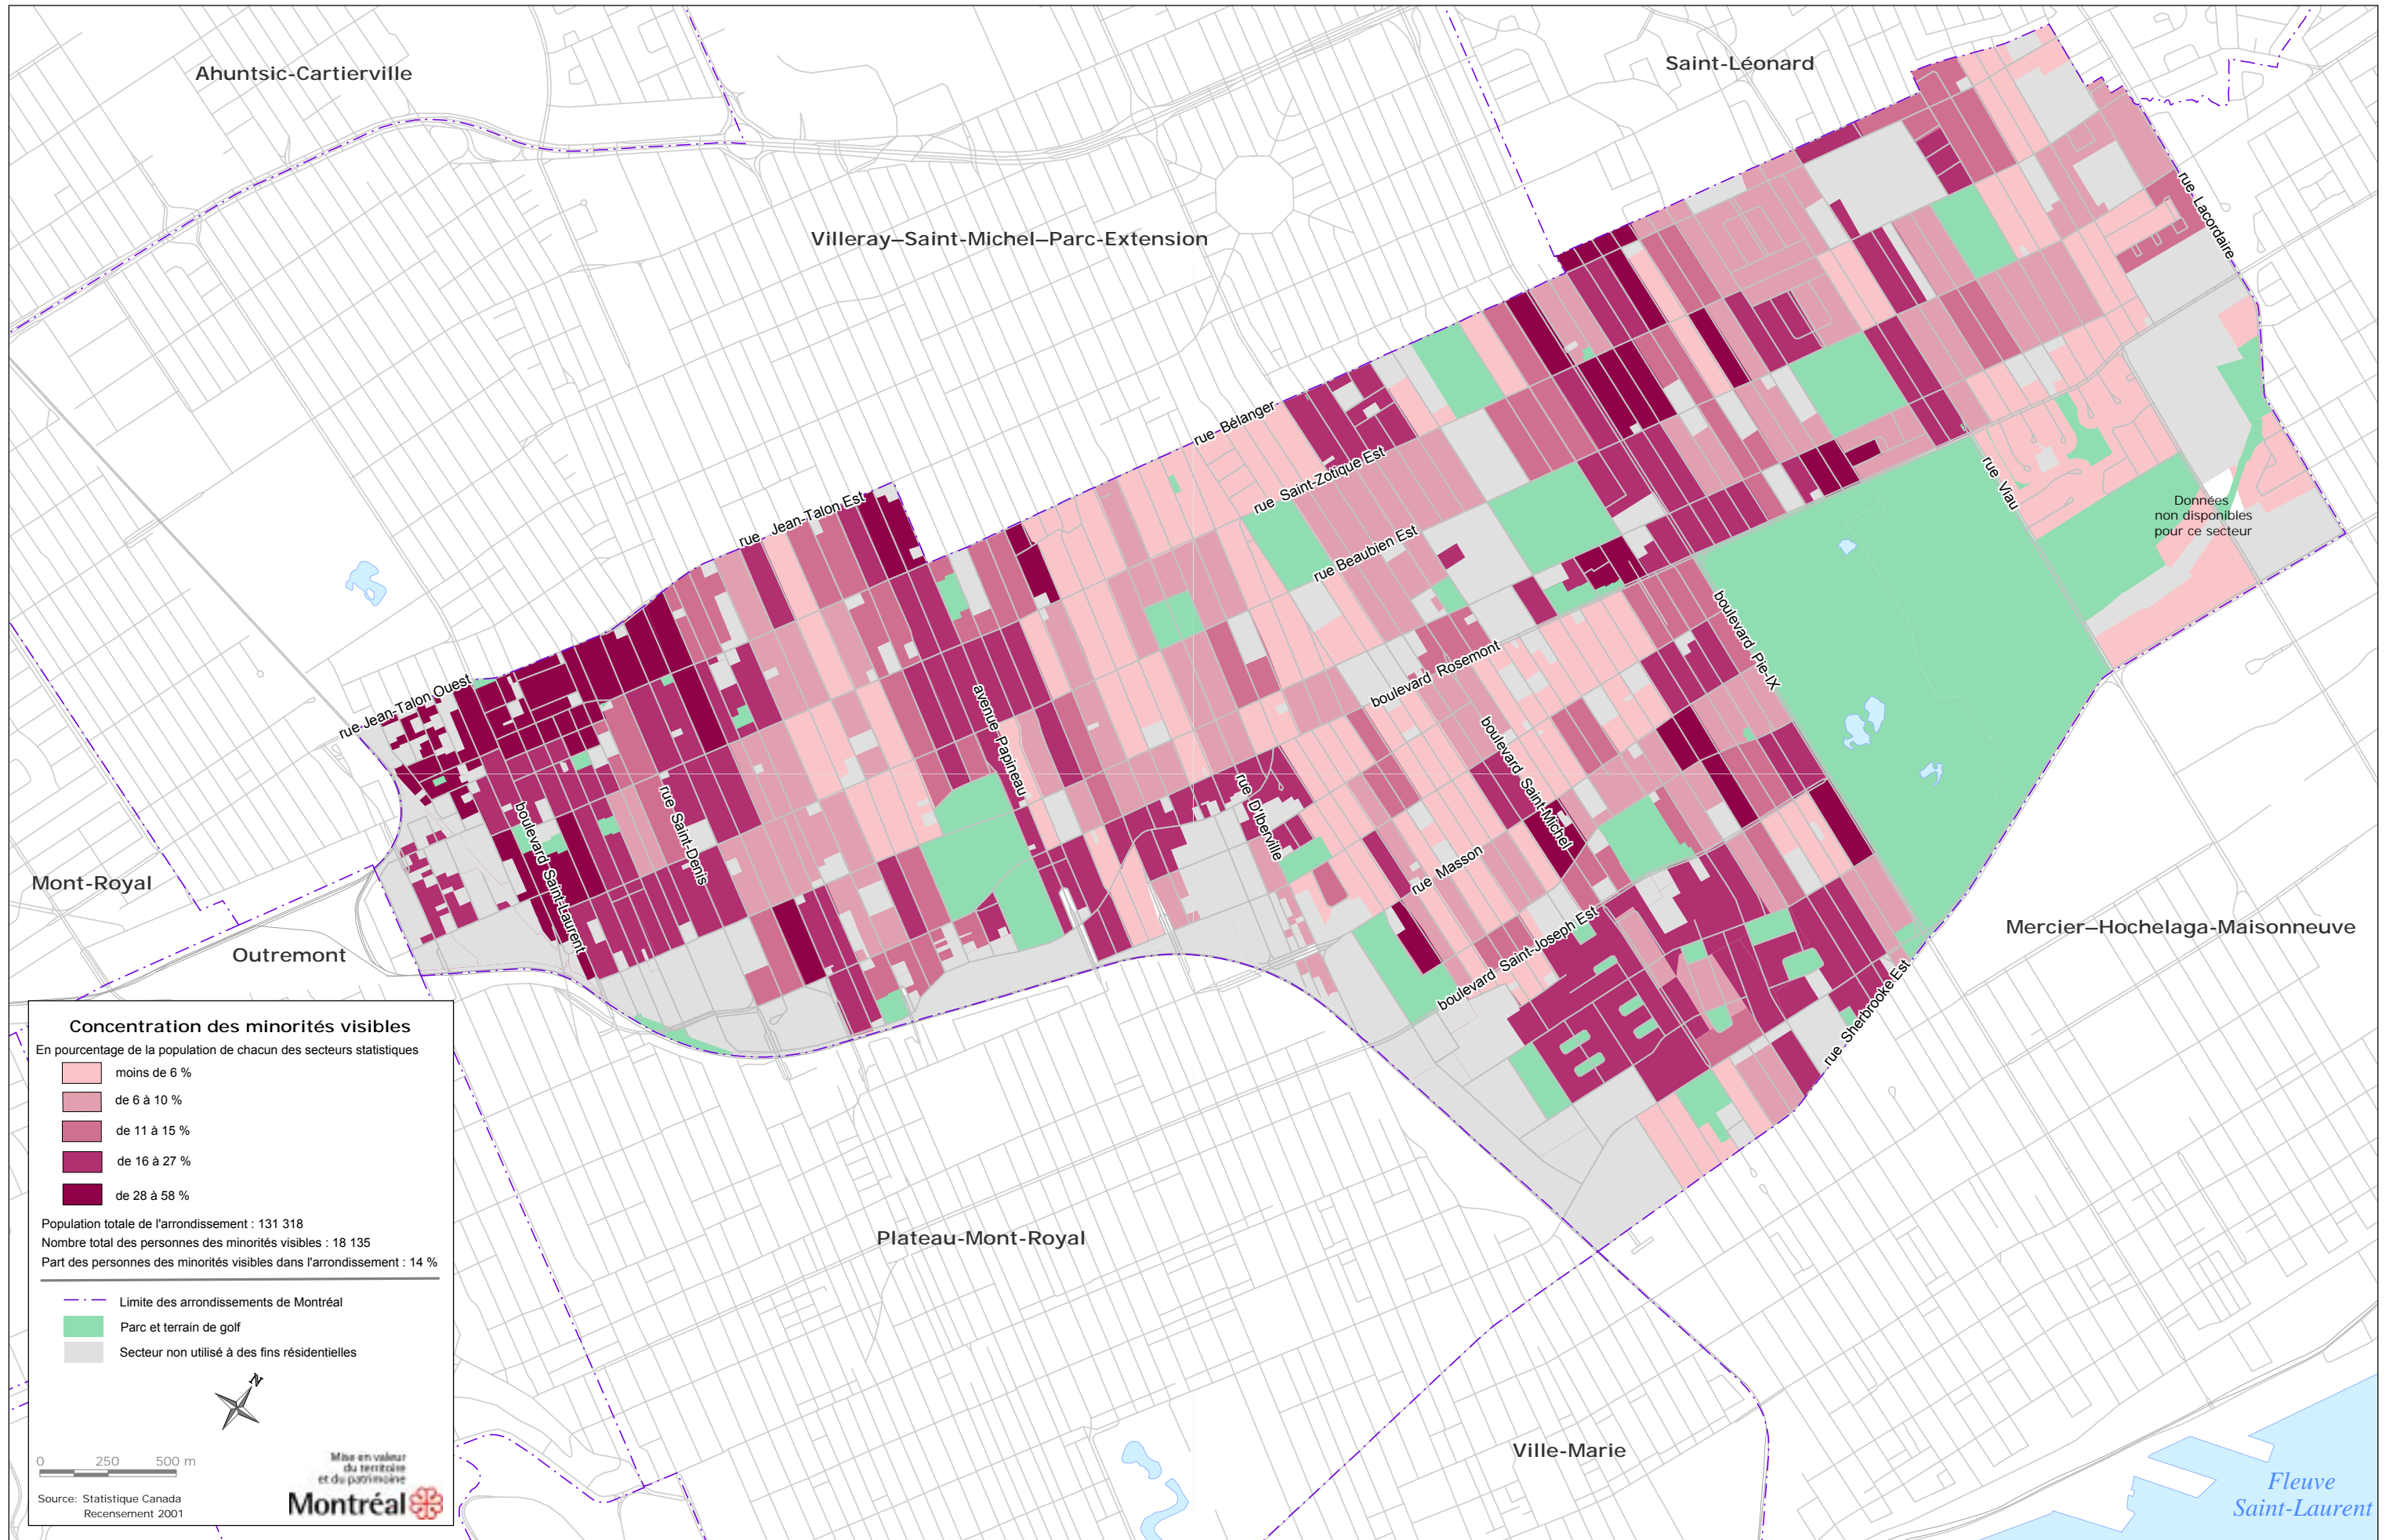 Ahuntsic-Cartierville
Saint-Léonard
Villeray–Saint-Michel–Parc-Extension
rue Lacordaire
rue Bélanger
rue Saint-Zotique Est
rue Jean-Talon Est
rue Beaubien Est
rue Viau
Données
non disponibles
pour ce secteur
boulevard Pie-IX
boulevard Rosemont
rue Jean-Talon Ouest
avenue Papineau
boulevard Saint-Michel
rue D'Iberville
rue Saint-Denis
boulevard Saint-Laurent
rue Masson
boulevard Saint-Joseph Est
rue Sherbrooke Est
Mont-Royal
Outremont
Mercier–Hochelaga-Maisonneuve
Plateau-Mont-Royal
Ville-Marie
Fleuve
Saint-Laurent
Concentration des minorités visibles
En pourcentage de la population de chacun des secteurs statistiques
moins de 6 %
de 6 à 10 %
de 11 à 15 %
de 16 à 27 %
de 28 à 58 %
Population totale de l'arrondissement : 131 318
Nombre total des personnes des minorités visibles : 18 135
Part des personnes des minorités visibles dans l'arrondissement : 14 %
Limite des arrondissements de Montréal
Parc et terrain de golf
Secteur non utilisé à des fins résidentielles
N
0 250 500 m
Source: Statistique Canada
Recensement 2001
Mise en valeur
du territoire
et du patrimoine
Montréal